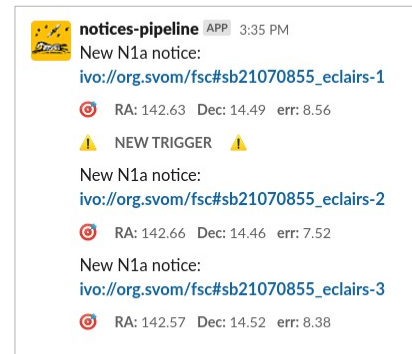 notices-pipeline APP 3:35 PM
New N1a notice:
ivo://org.svom/fsc#sb21070855_eclairs-1
RA: 142.63 Dec: 14.49 err: 8.56
NEW TRIGGER
New N1a notice:
ivo://org.svom/fsc#sb21070855_eclairs-2
RA: 142.66 Dec: 14.46 err: 7.52
New N1a notice:
ivo://org.svom/fsc#sb21070855_eclairs-3
RA: 142.57 Dec: 14.52 err: 8.38